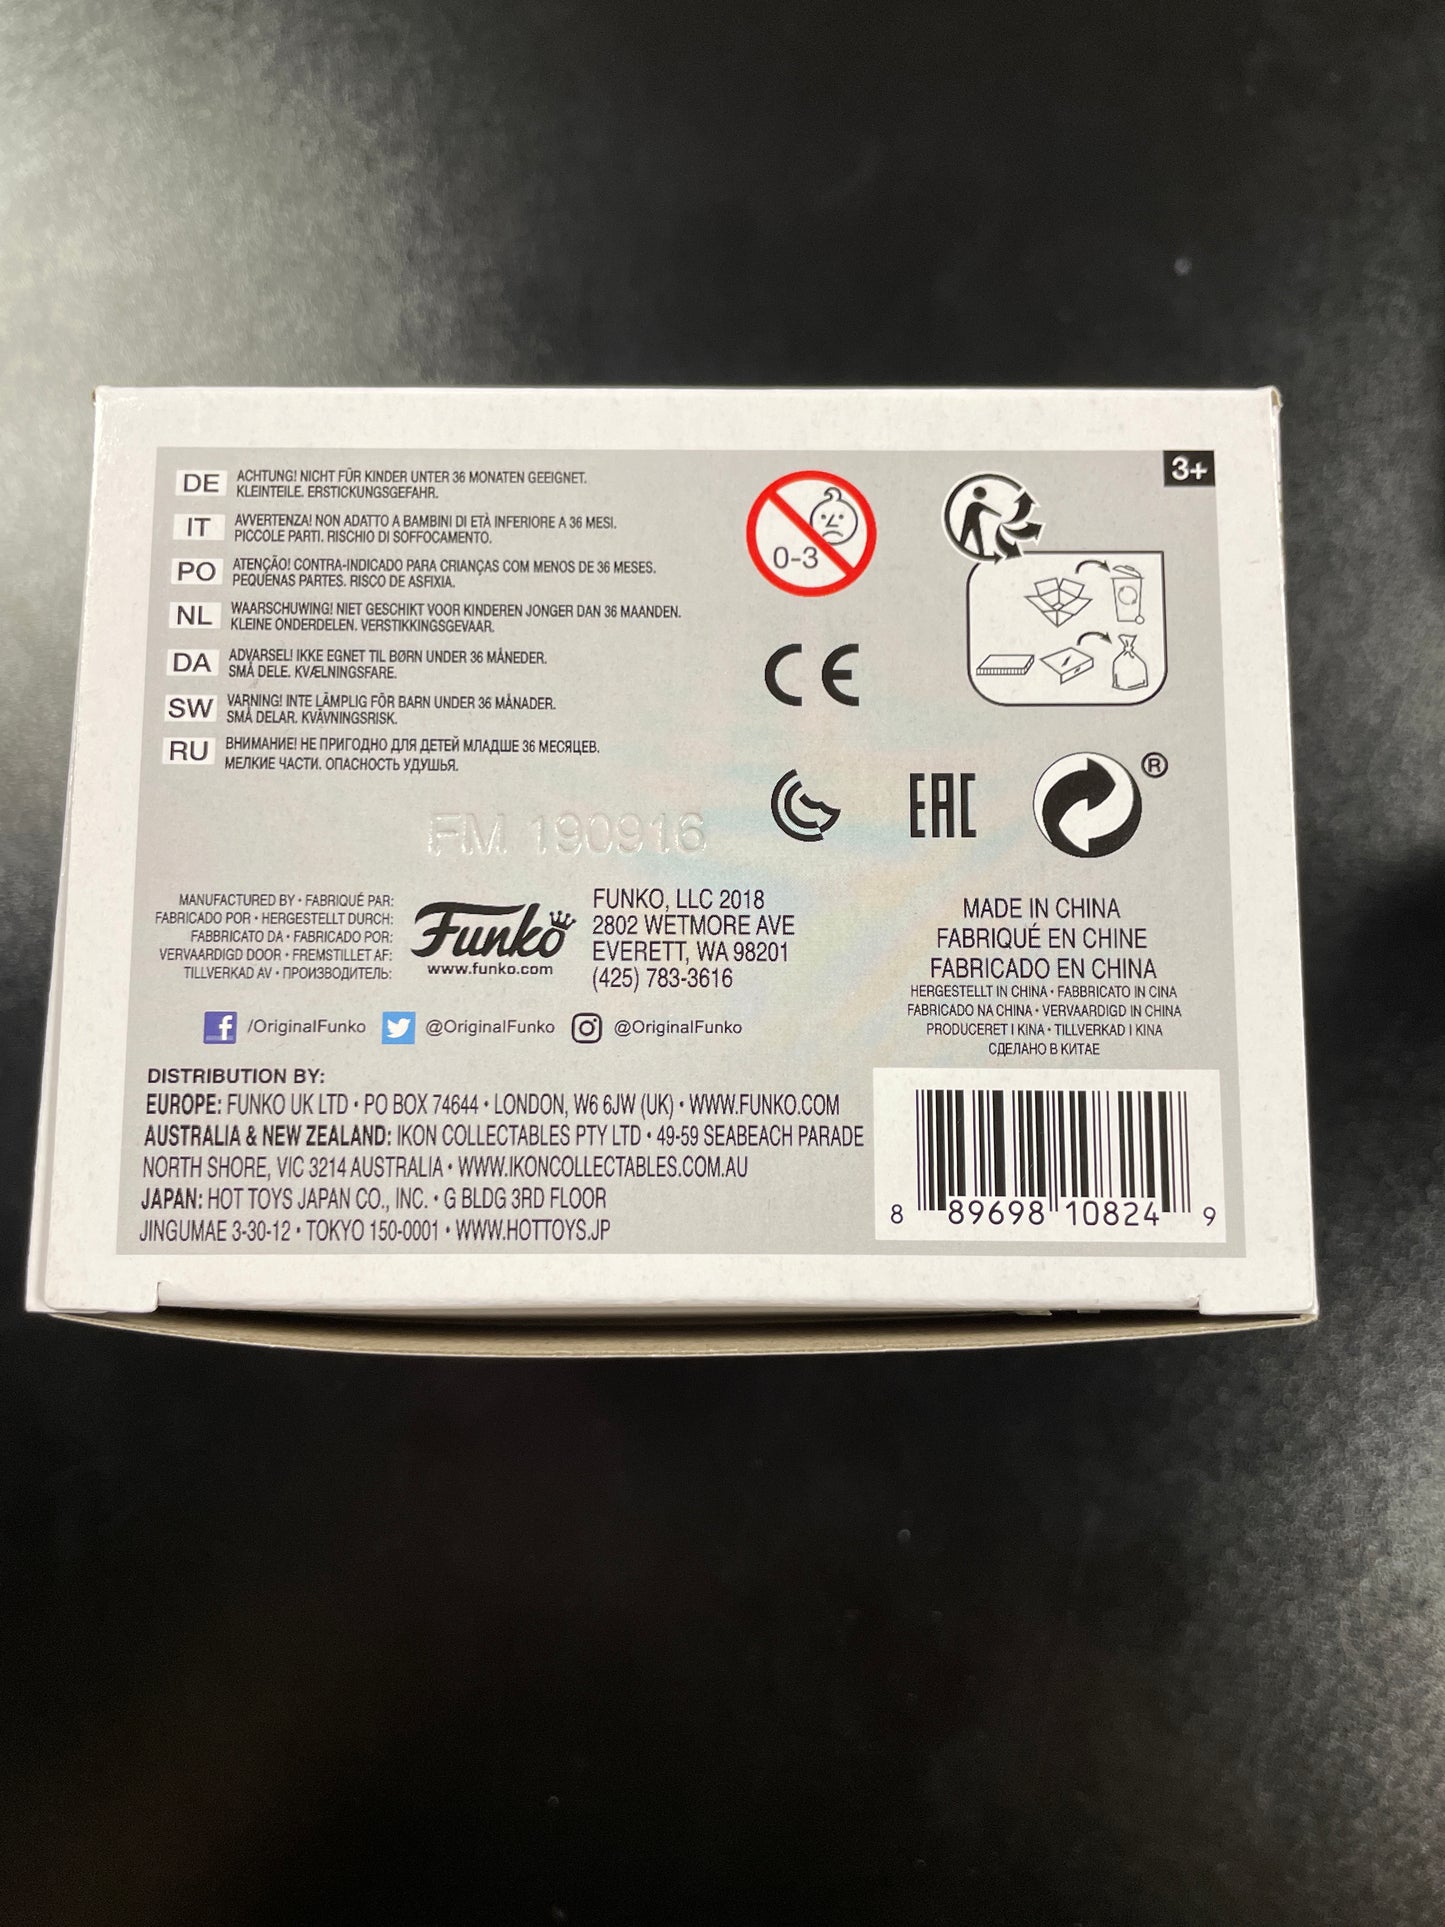 3+
DE ACHTUNG! NICHT FÜR KINDER UNTER 36 MONATEN GEEIGNET.
KLEINTEILE. ERSTICKUNGSGEFAHR.
IT AVVERTENZA! NON ADATTO A BAMBINI DI ETÀ INFERIORE A 36 MESI.
PICCOLE PARTI. RISCHIO DI SOFFOCAMENTO.
PO ATENÇÃO! CONTRA-INDICADO PARA CRIANÇAS COM MENOS DE 36 MESES.
PEQUENAS PARTES. RISCO DE ASFIXIA.
NL WAARSCHUWING! NIET GESCHIKT VOOR KINDEREN JONGER DAN 36 MAANDEN.
KLEINE ONDERDELEN. VERSTIKKINGSGEVAAR.
DA ADVARSEL! IKKE EGNET TIL BØRN UNDER 36 MÅNEDER.
SMÅ DELE. KVÆLNINGSFARE.
SW VARNING! INTE LÄMPLIG FÖR BARN UNDER 36 MÅNADER.
SMÅ DELAR. KVÄVNINGSRISK.
RU ВНИМАНИЕ! НЕ ПРИГОДНО ДЛЯ ДЕТЕЙ МЛАДШЕ 36 МЕСЯЦЕВ.
МЕЛКИЕ ЧАСТИ. ОПАСНОСТЬ УДУШЬЯ.
0-3
CE
EAC
®
FM 190916
MANUFACTURED BY • FABRIQUÉ PAR:
FABRICADO POR • HERGESTELLT DURCH:
FABBRICATO DA • FABRICADO POR:
VERVAARDIGD DOOR • FREMSTILLET AF:
TILLVERKAD AV • ПРОИЗВОДИТЕЛЬ:
Funko
www.funko.com
FUNKO, LLC 2018
2802 WETMORE AVE
EVERETT, WA 98201
(425) 783-3616
MADE IN CHINA
FABRIQUÉ EN CHINE
FABRICADO EN CHINA
HERGESTELLT IN CHINA • FABBRICATO IN CINA
FABRICADO NA CHINA • VERVAARDIGD IN CHINA
PRODUCERET I KINA • TILLVERKAD I KINA
СДЕЛАНО В КИТАЕ
f /OriginalFunko @OriginalFunko @OriginalFunko
DISTRIBUTION BY:
EUROPE: FUNKO UK LTD • PO BOX 74644 • LONDON, W6 6JW (UK) • WWW.FUNKO.COM
AUSTRALIA & NEW ZEALAND: IKON COLLECTABLES PTY LTD • 49-59 SEABEACH PARADE
NORTH SHORE, VIC 3214 AUSTRALIA • WWW.IKONCOLLECTABLES.COM.AU
JAPAN: HOT TOYS JAPAN CO., INC. • G BLDG 3RD FLOOR
JINGUMAE 3-30-12 • TOKYO 150-0001 • WWW.HOTTOYS.JP
8 89698 10824 9